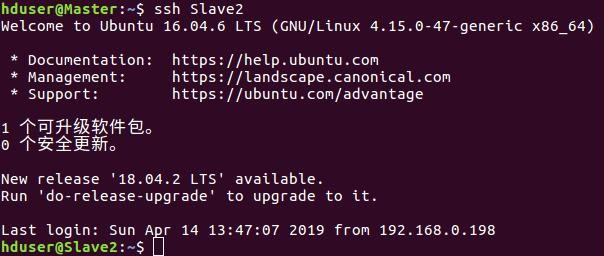 hduser@Master:~$ ssh Slave2
Welcome to Ubuntu 16.04.6 LTS (GNU/Linux 4.15.0-47-generic x86_64)
* Documentation:  https://help.ubuntu.com
* Management:     https://landscape.canonical.com
* Support:        https://ubuntu.com/advantage
1 个可升级软件包。
0 个安全更新。
New release '18.04.2 LTS' available.
Run 'do-release-upgrade' to upgrade to it.
Last login: Sun Apr 14 13:47:07 2019 from 192.168.0.198
hduser@Slave2:~$